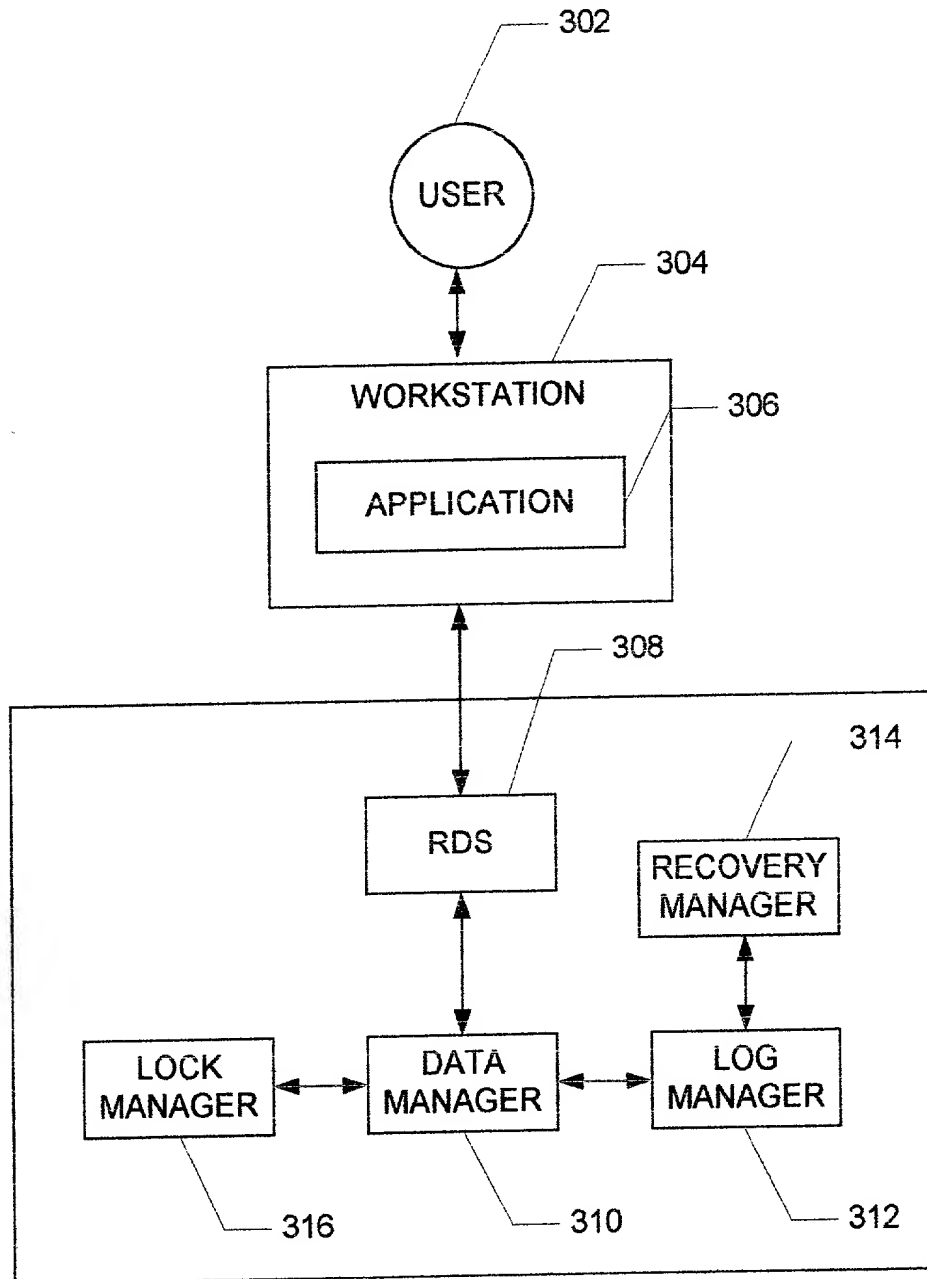 302
USER
304
WORKSTATION
306
APPLICATION
308
314
RDS
RECOVERY
MANAGER
LOCK
MANAGER
DATA
MANAGER
LOG
MANAGER
316
310
312